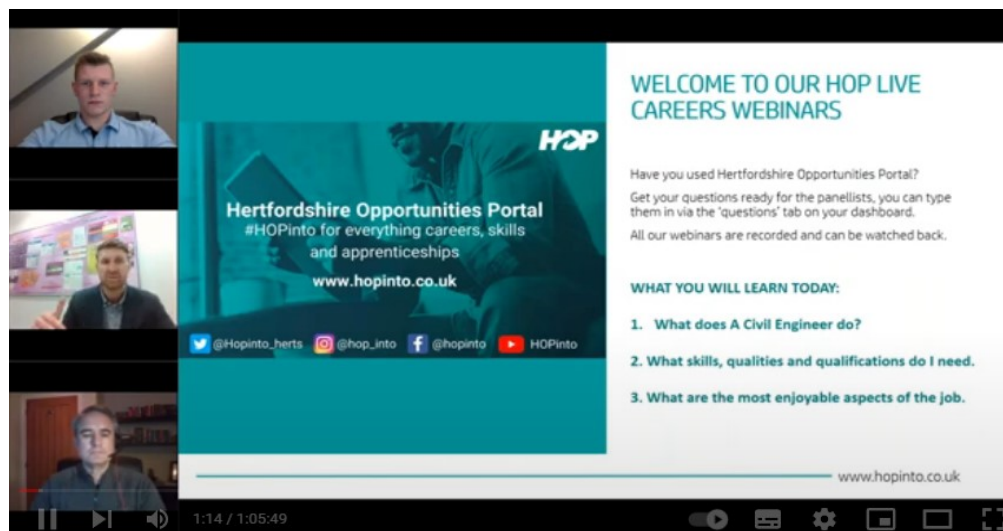 WELCOME TO OUR HOP LIVE
CAREERS WEBINARS
HOP
Hertfordshire Opportunities Portal
#HOPinto for everything careers, skills
and apprenticeships
www.hopinto.co.uk
@Hopinto_herts @hop_into @hopinto HOPinto
Have you used Hertfordshire Opportunities Portal?
Get your questions ready for the panellists, you can type
them in via the 'questions' tab on your dashboard.
All our webinars are recorded and can be watched back.
WHAT YOU WILL LEARN TODAY:
1. What does A Civil Engineer do?
2. What skills, qualities and qualifications do I need.
3. What are the most enjoyable aspects of the job.
www.hopinto.co.uk
1:14 / 1:05:49